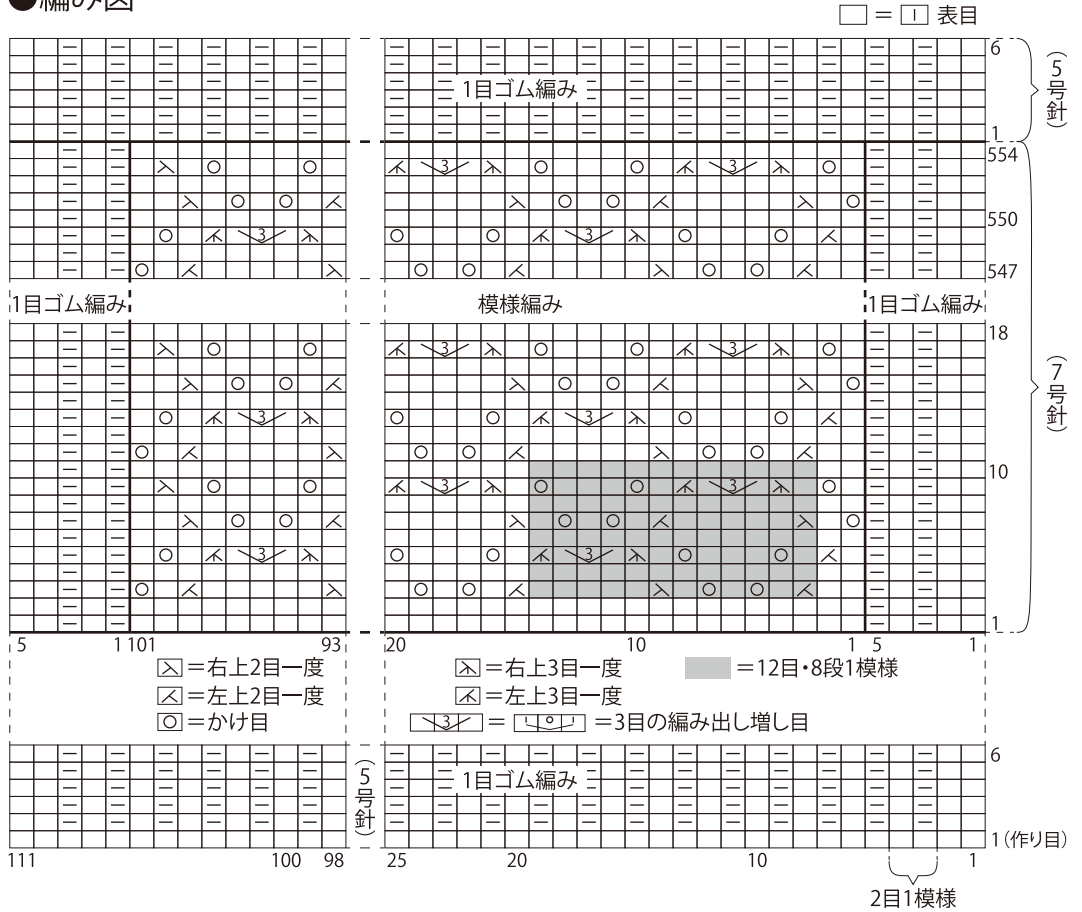 ●編み図
□ = 表目
6
1目ゴム編み
(5号針)
1
554
550
547
1目ゴム編み
模様編み
1目ゴム編み
18
(7号針)
10
1
5 1 101 93 20 10 1 5 1
=右上2目一度
=右上3目一度
=12目・8段1模様
=左上2目一度
=左上3目一度
=かけ目
3 = =3目の編み出し増し目
6
(5号針)
1目ゴム編み
1(作り目)
111 100 98 25 20 10 1
2目1模様